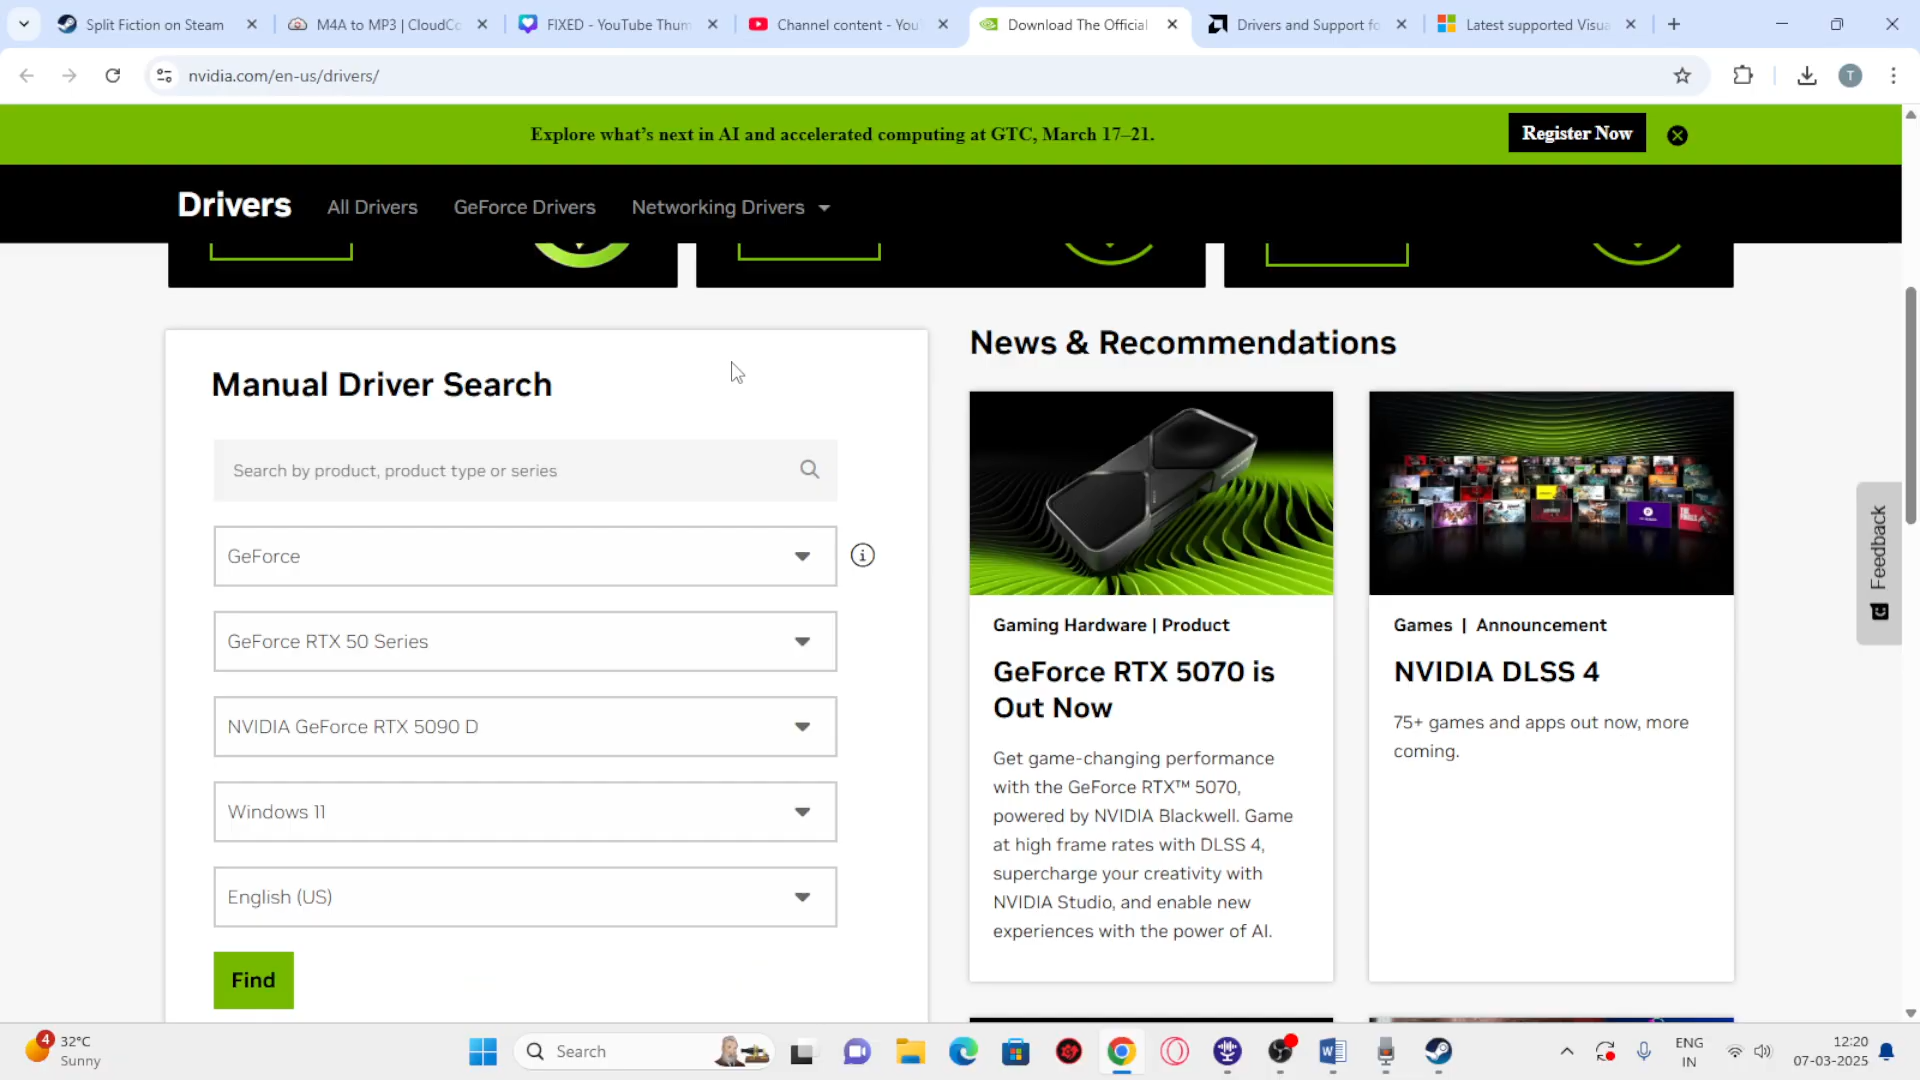 Split Fiction on Steam
M4A to MP3 | CloudCo
FIXED - YouTube Thum
Channel content - You
Download The Official
Drivers and Support fo
Latest supported Visua
nvidia.com/en-us/drivers/
T
Explore what's next in AI and accelerated computing at GTC, March 17–21.
Register Now
Drivers
All Drivers
GeForce Drivers
Networking Drivers
Manual Driver Search
Search by product, product type or series
GeForce
GeForce RTX 50 Series
NVIDIA GeForce RTX 5090 D
Windows 11
English (US)
Find
News & Recommendations
Gaming Hardware | Product
GeForce RTX 5070 is
Out Now
Get game-changing performance
with the GeForce RTX™ 5070,
powered by NVIDIA Blackwell. Game
at high frame rates with DLSS 4,
supercharge your creativity with
NVIDIA Studio, and enable new
experiences with the power of AI.
Games | Announcement
NVIDIA DLSS 4
75+ games and apps out now, more
coming.
Feedback
4
32°C
Sunny
Search
ENG
IN
12:20
07-03-2025